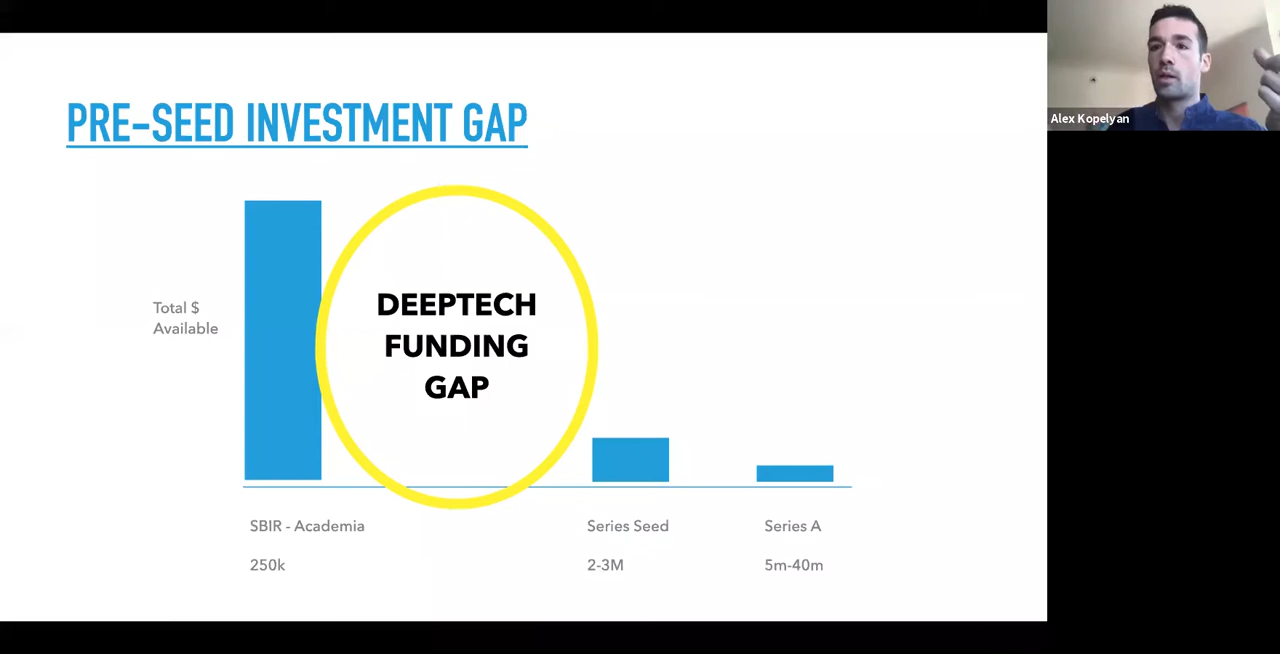 PRE-SEED INVESTMENT GAP
Alex Kopelyan
Total $
Available
DEEPTECH
FUNDING
GAP
SBIR - Academia
Series Seed
Series A
250k
2-3M
5m-40m